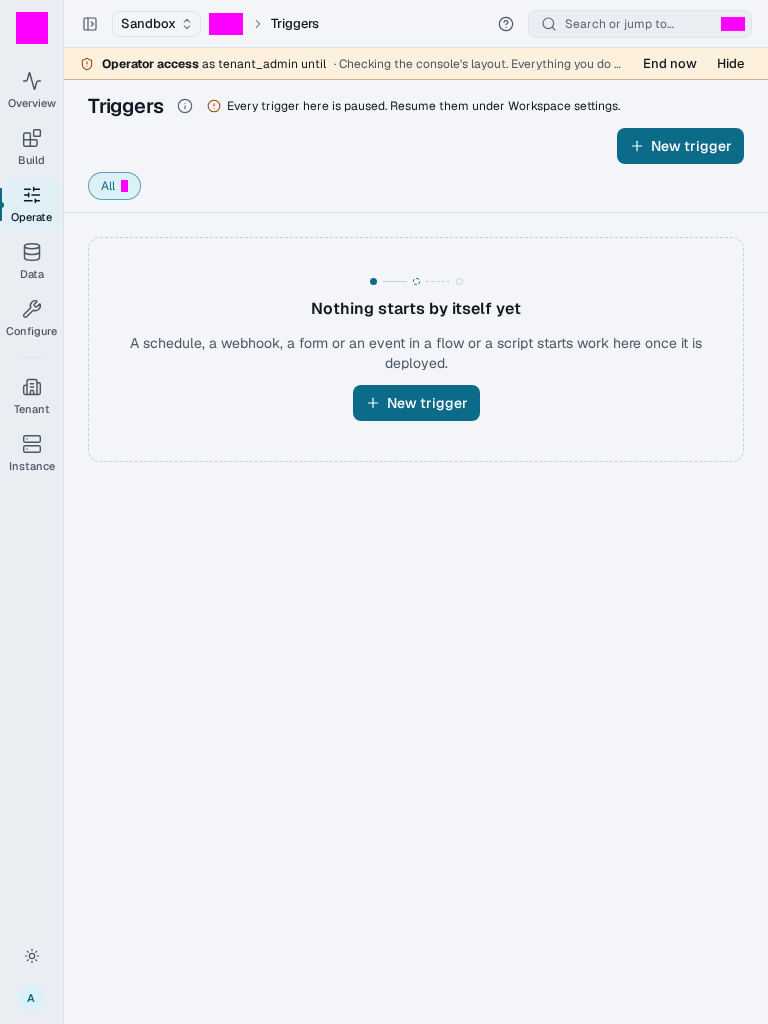 Sandbox
Triggers
Search or jump to…
Operator access as tenant_admin until · Checking the console's layout. Everything you do …
End now
Hide
Overview
Build
Operate
Data
Configure
Tenant
Instance
A
Triggers
Every trigger here is paused. Resume them under Workspace settings.
New trigger
All
Nothing starts by itself yet
A schedule, a webhook, a form or an event in a flow or a script starts work here once it is
deployed.
New trigger